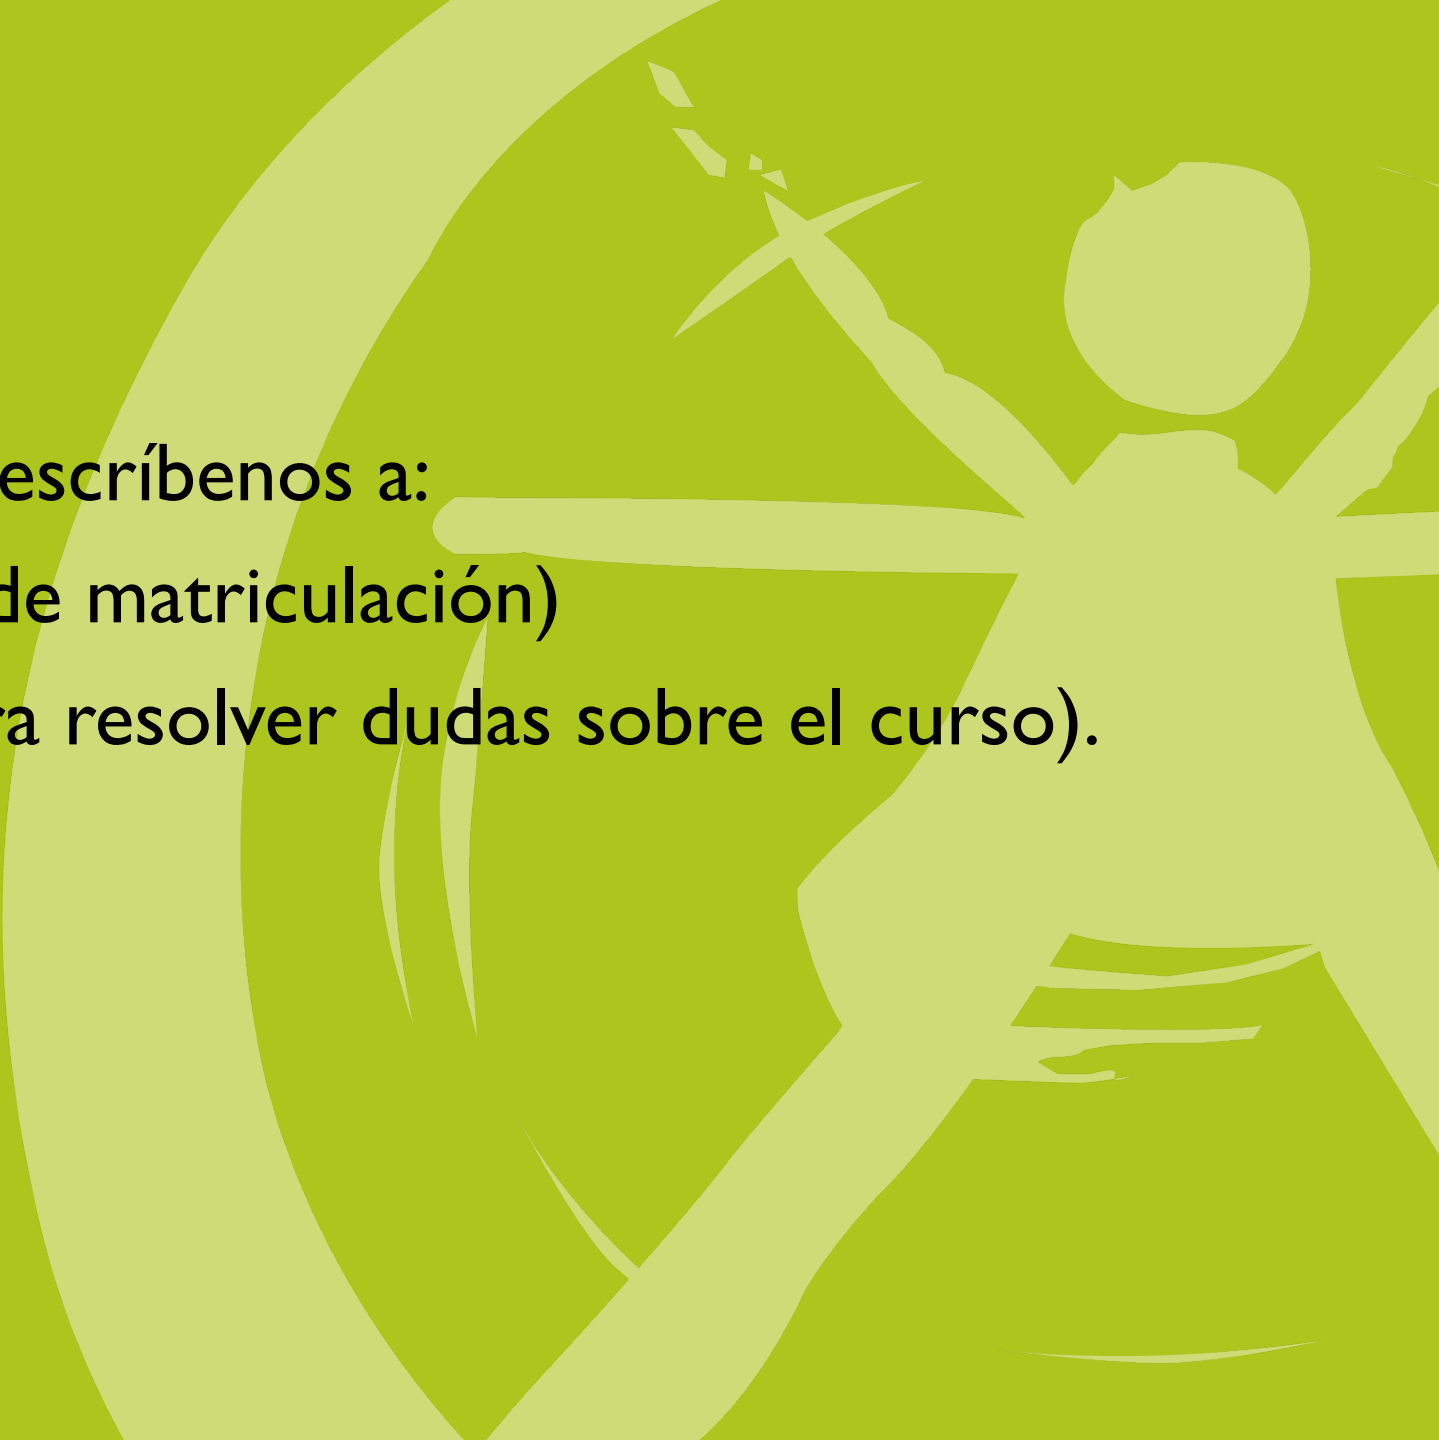 escríbenos a:
de matriculación)
ra resolver dudas sobre el curso).